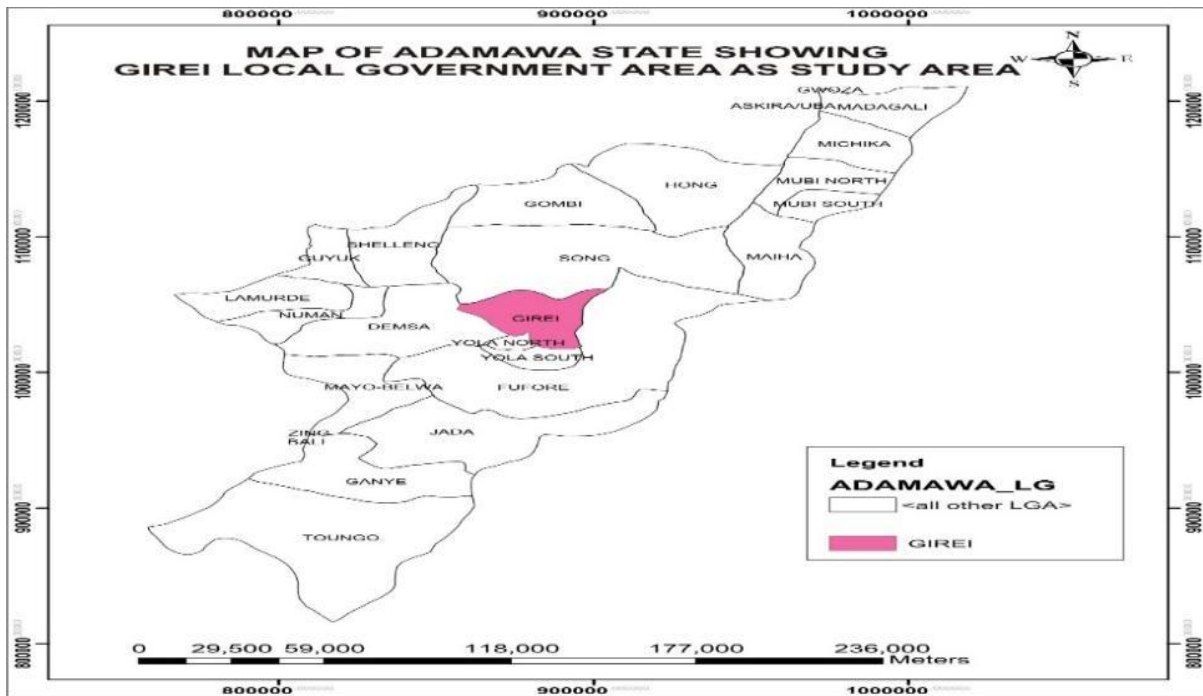 800000 900000 1000000
MAP OF ADAMAWA STATE SHOWING
GIREI LOCAL GOVERNMENT AREA AS STUDY AREA
N
W E
S
1200000 1200000
GWOZA
ASKIRA/UBA MADAGALI
MICHIKA
HONG
MUBI NORTH
GOMBI
MUBI SOUTH
1100000 1100000
SHELLENG
GUYUK
SONG
MAIHA
LAMURDE
NUMAN
GIREI
DEMSA
YOLA NORTH
YOLA SOUTH
1000000 1000000
MAYO-BELWA
FUFORE
ZING
JADA
BALI
Legend
GANYE
ADAMAWA_LG
<all other LGA>
900000 900000
TOUNGO
GIREI
800000 800000
0 29,500 59,000 118,000 177,000 236,000
Meters
800000 900000 1000000